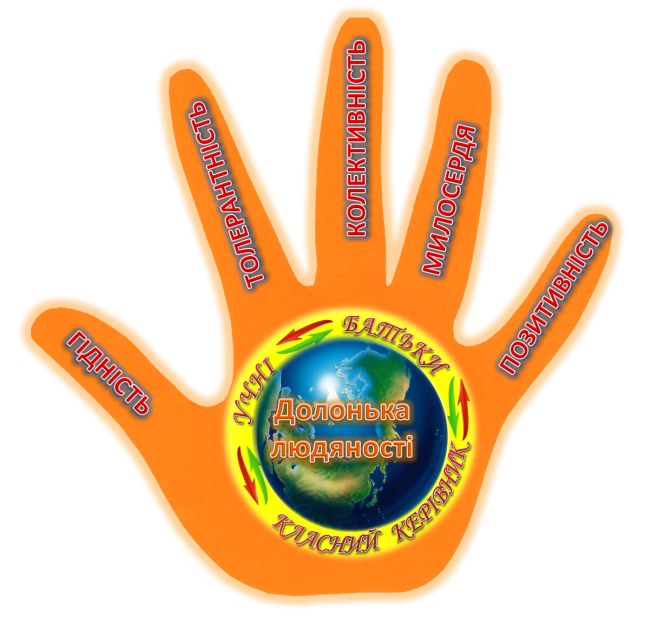 ГІДНІСТЬ
ТОЛЕРАНТНІСТЬ
КОЛЕКТИВНІСТЬ
МИЛОСЕРДЯ
ПОЗИТИВНІСТЬ
УЧНІ
БАТЬКИ
КЛАСНИЙ КЕРІВНИК
Долонька
людяності